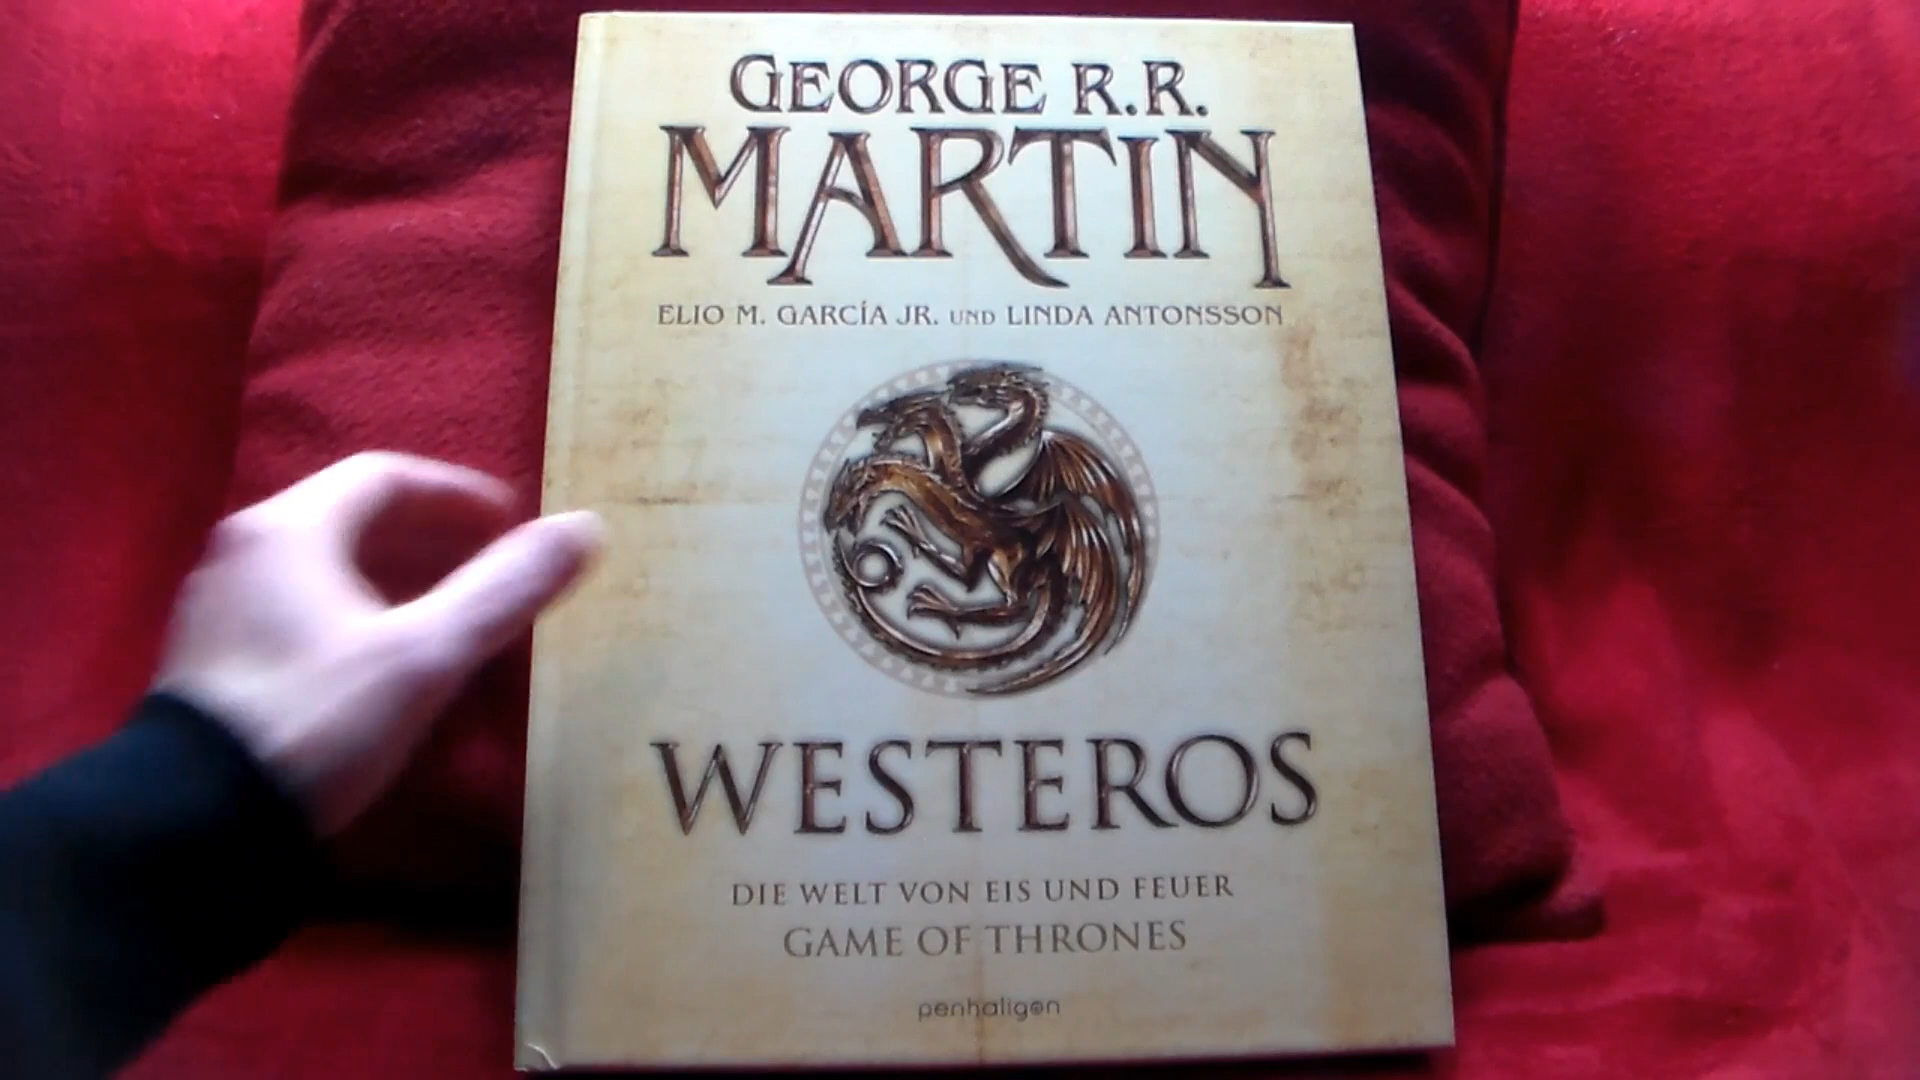 GEORGE R.R.
MARTIN
ELIO M. GARCÍA JR. UND LINDA ANTONSSON
WESTEROS
DIE WELT VON EIS UND FEUER
GAME OF THRONES
penhaligon